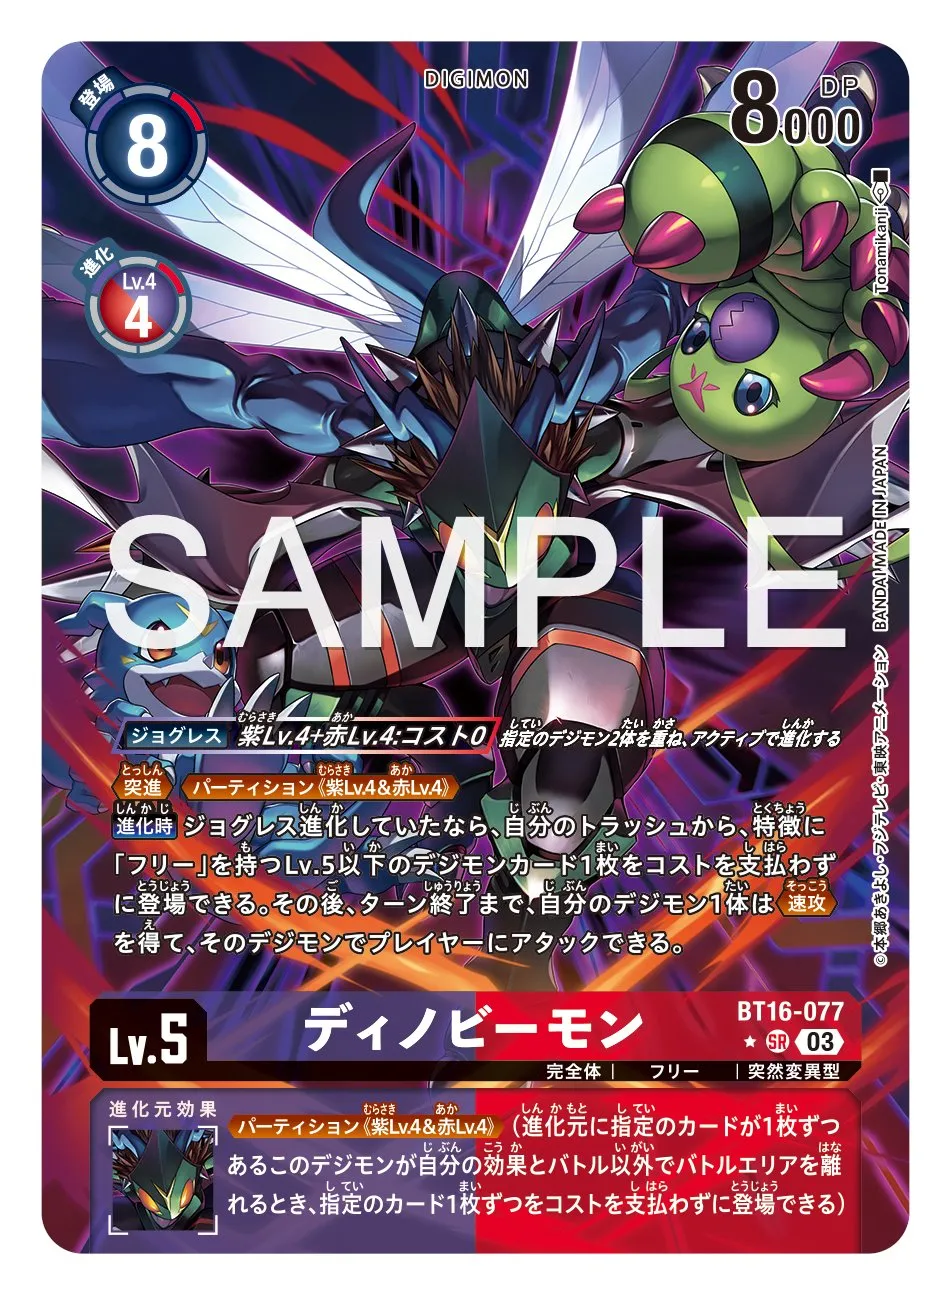 DIGIMON
登場
8
DP
8000
進化
Lv.4
4
Tonamikanji
SAMPLE
BANDAI MADE IN JAPAN
©本郷あきよし・フジテレビ・東映アニメーション
ジョグレス 紫Lv.4+赤Lv.4:コスト0 指定のデジモン2体を重ね、アクティブで進化する
突進 パーティション《紫Lv.4&赤Lv.4》
進化時 ジョグレス進化していたなら、自分のトラッシュから、特徴に
「フリー」を持つLv.5以下のデジモンカード1枚をコストを支払わず
に登場できる。その後、ターン終了まで、自分のデジモン1体は 速攻
を得て、そのデジモンでプレイヤーにアタックできる。
Lv.5
ディノビーモン
BT16-077
★ SR 03
完全体 | フリー | 突然変異型
進化元効果
パーティション《紫Lv.4&赤Lv.4》(進化元に指定のカードが1枚ずつ
あるこのデジモンが自分の効果とバトル以外でバトルエリアを離
れるとき、指定のカード1枚ずつをコストを支払わずに登場できる)